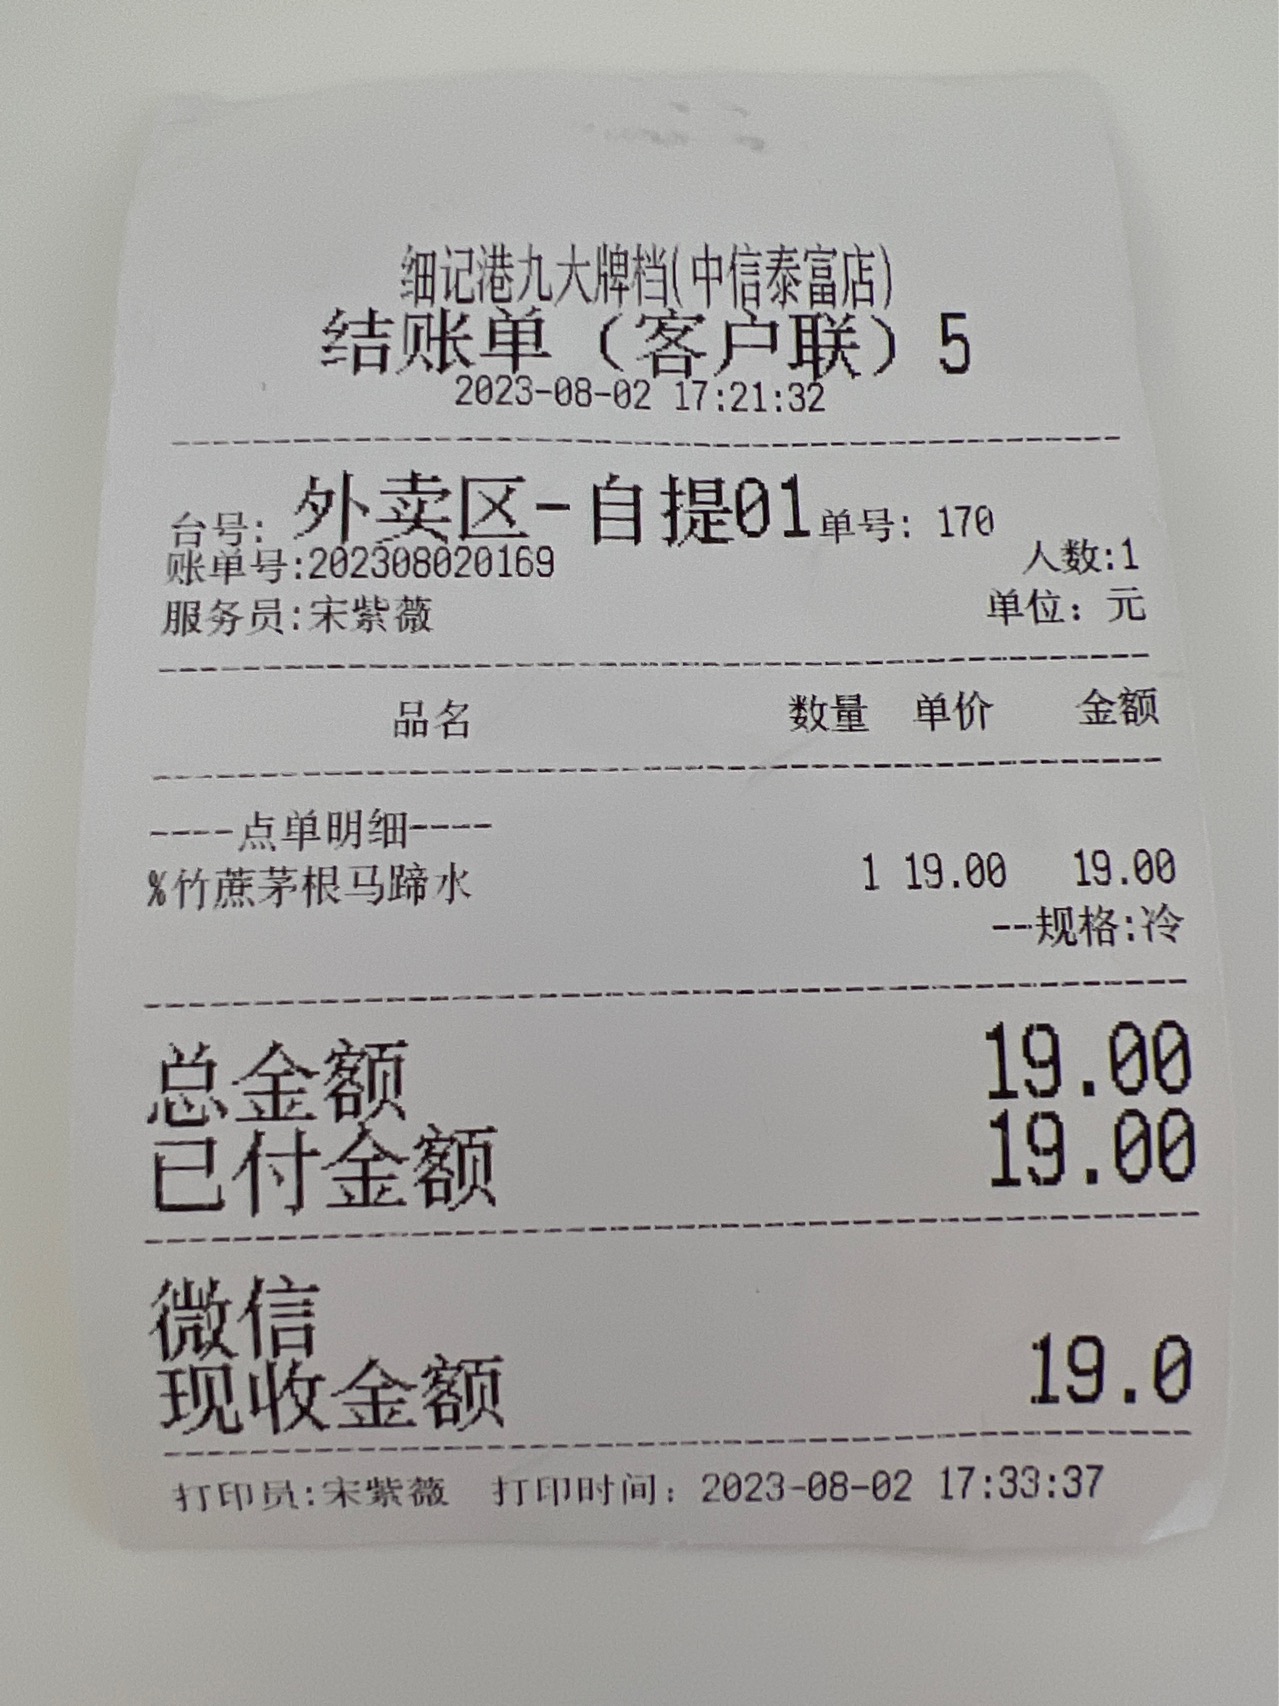 细记港九大牌档(中信泰富店)
结账单（客户联）5
2023-08-02 17:21:32
台号: 外卖区-自提01 单号: 170
账单号:202308020169 人数:1
服务员:宋紫薇 单位: 元
品名 数量 单价 金额
----点单明细----
%竹蔗茅根马蹄水 1 19.00 19.00
--规格:冷
总金额 19.00
已付金额 19.00
微信
现收金额 19.0
打印员:宋紫薇 打印时间: 2023-08-02 17:33:37